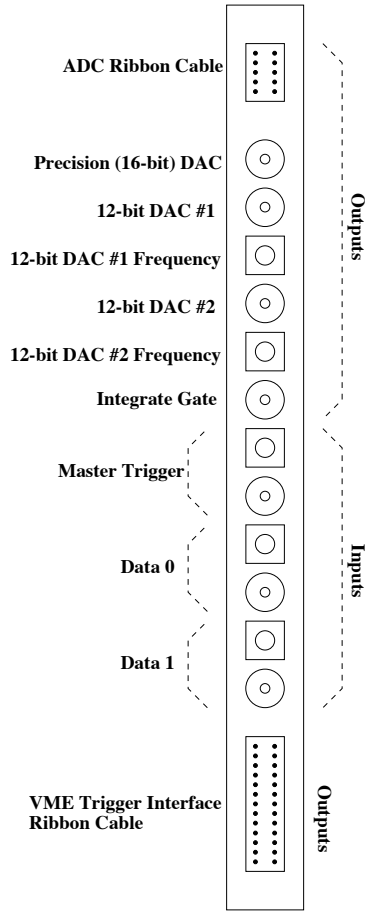 ADC Ribbon Cable
Precision (16-bit) DAC
12-bit DAC #1
12-bit DAC #1 Frequency
12-bit DAC #2
12-bit DAC #2 Frequency
Integrate Gate
Outputs
Master Trigger
Data 0
Data 1
Inputs
VME Trigger Interface
Ribbon Cable
Outputs